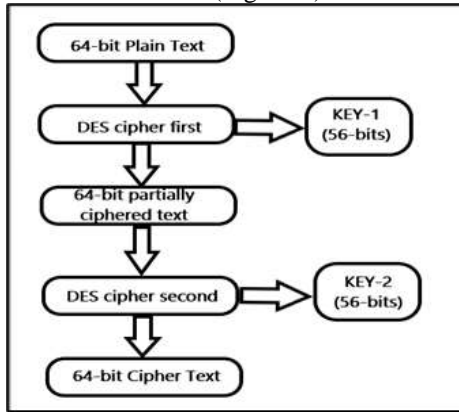 64-bit Plain Text
DES cipher first
KEY-1
(56-bits)
64-bit partially
ciphered text
DES cipher second
KEY-2
(56-bits)
64-bit Cipher Text